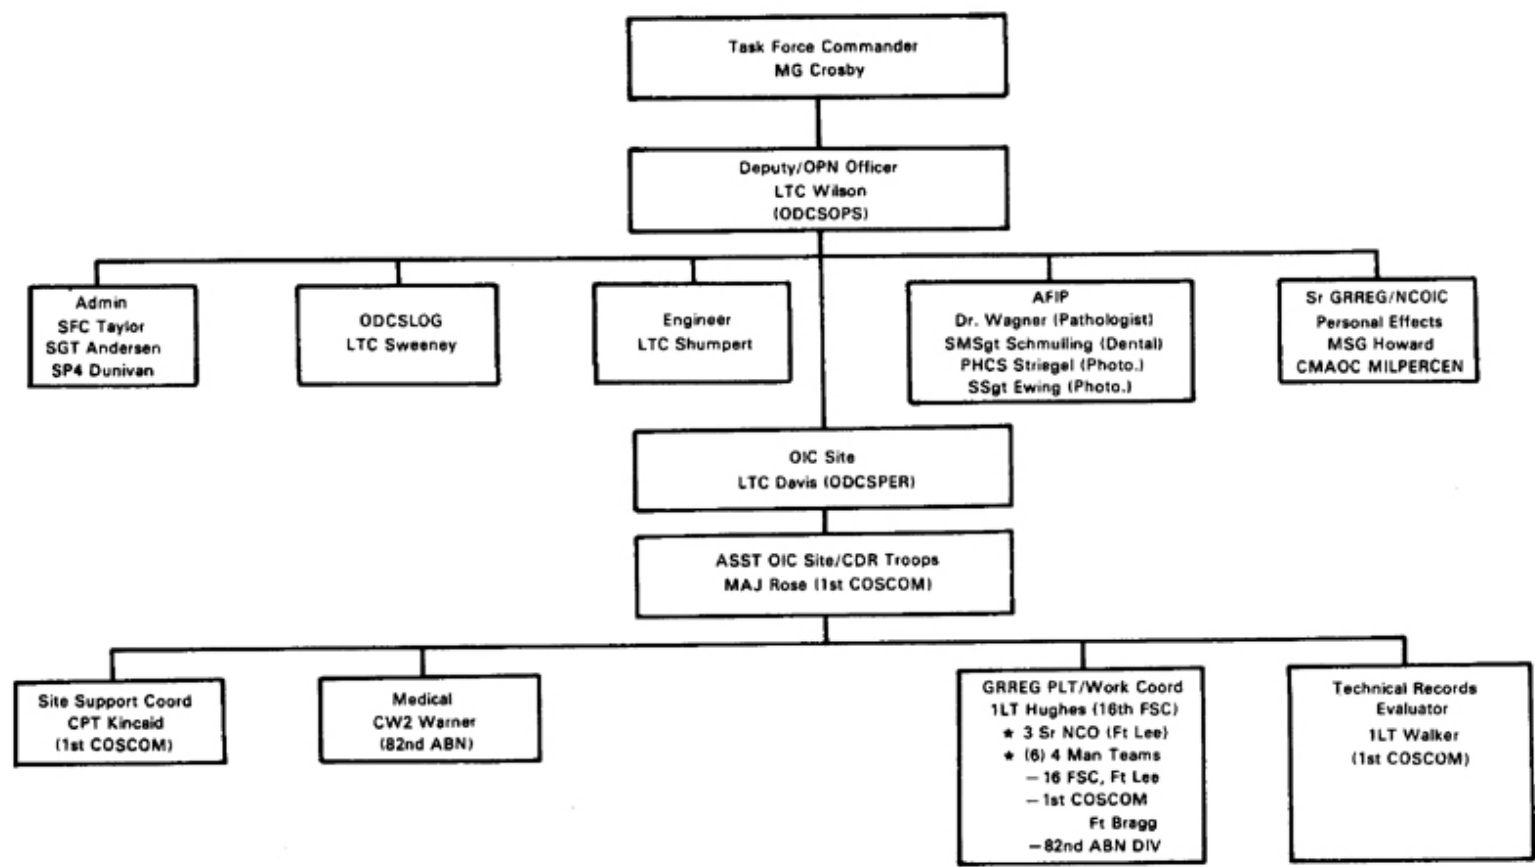 Task Force Commander
MG Crosby
Deputy/OPN Officer
LTC Wilson
(ODCSOPS)
Admin
SFC Taylor
SGT Andersen
SP4 Dunivan
ODCSLOG
LTC Sweeney
Engineer
LTC Shumpert
AFIP
Dr. Wagner (Pathologist)
SMSgt Schmulling (Dental)
PHCS Striegel (Photo.)
SSgt Ewing (Photo.)
Sr GRREG/NCOIC
Personal Effects
MSG Howard
CMAOC MILPERCEN
OIC Site
LTC Davis (ODCSPER)
ASST OIC Site/CDR Troops
MAJ Rose (1st COSCOM)
Site Support Coord
CPT Kincaid
(1st COSCOM)
Medical
CW2 Warner
(82nd ABN)
GRREG PLT/Work Coord
1LT Hughes (16th FSC)
★ 3 Sr NCO (Ft Lee)
★ (6) 4 Man Teams
— 16 FSC, Ft Lee
— 1st COSCOM
Ft Bragg
— 82nd ABN DIV
Technical Records
Evaluator
1LT Walker
(1st COSCOM)